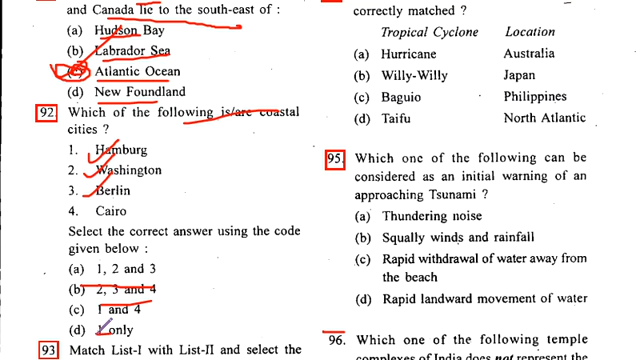 and Canada lie to the south-east of :
(a) Hudson Bay
(b) Labrador Sea
(c) Atlantic Ocean
(d) New Foundland
92 Which of the following is/are coastal
cities ?
1. Hamburg
2. Washington
3. Berlin
4. Cairo
Select the correct answer using the code
given below :
(a) 1, 2 and 3
(b) 2, 3 and 4
(c) 1 and 4
(d) 1 only
93 Match List-I with List-II and select the
correctly matched ?
Tropical Cyclone Location
(a) Hurricane Australia
(b) Willy-Willy Japan
(c) Baguio Philippines
(d) Taifu North Atlantic
95. Which one of the following can be
considered as an initial warning of an
approaching Tsunami ?
(a) Thundering noise
(b) Squally winds and rainfall
(c) Rapid withdrawal of water away from
the beach
(d) Rapid landward movement of water
96. Which one of the following temple
complexes of India does not represent the